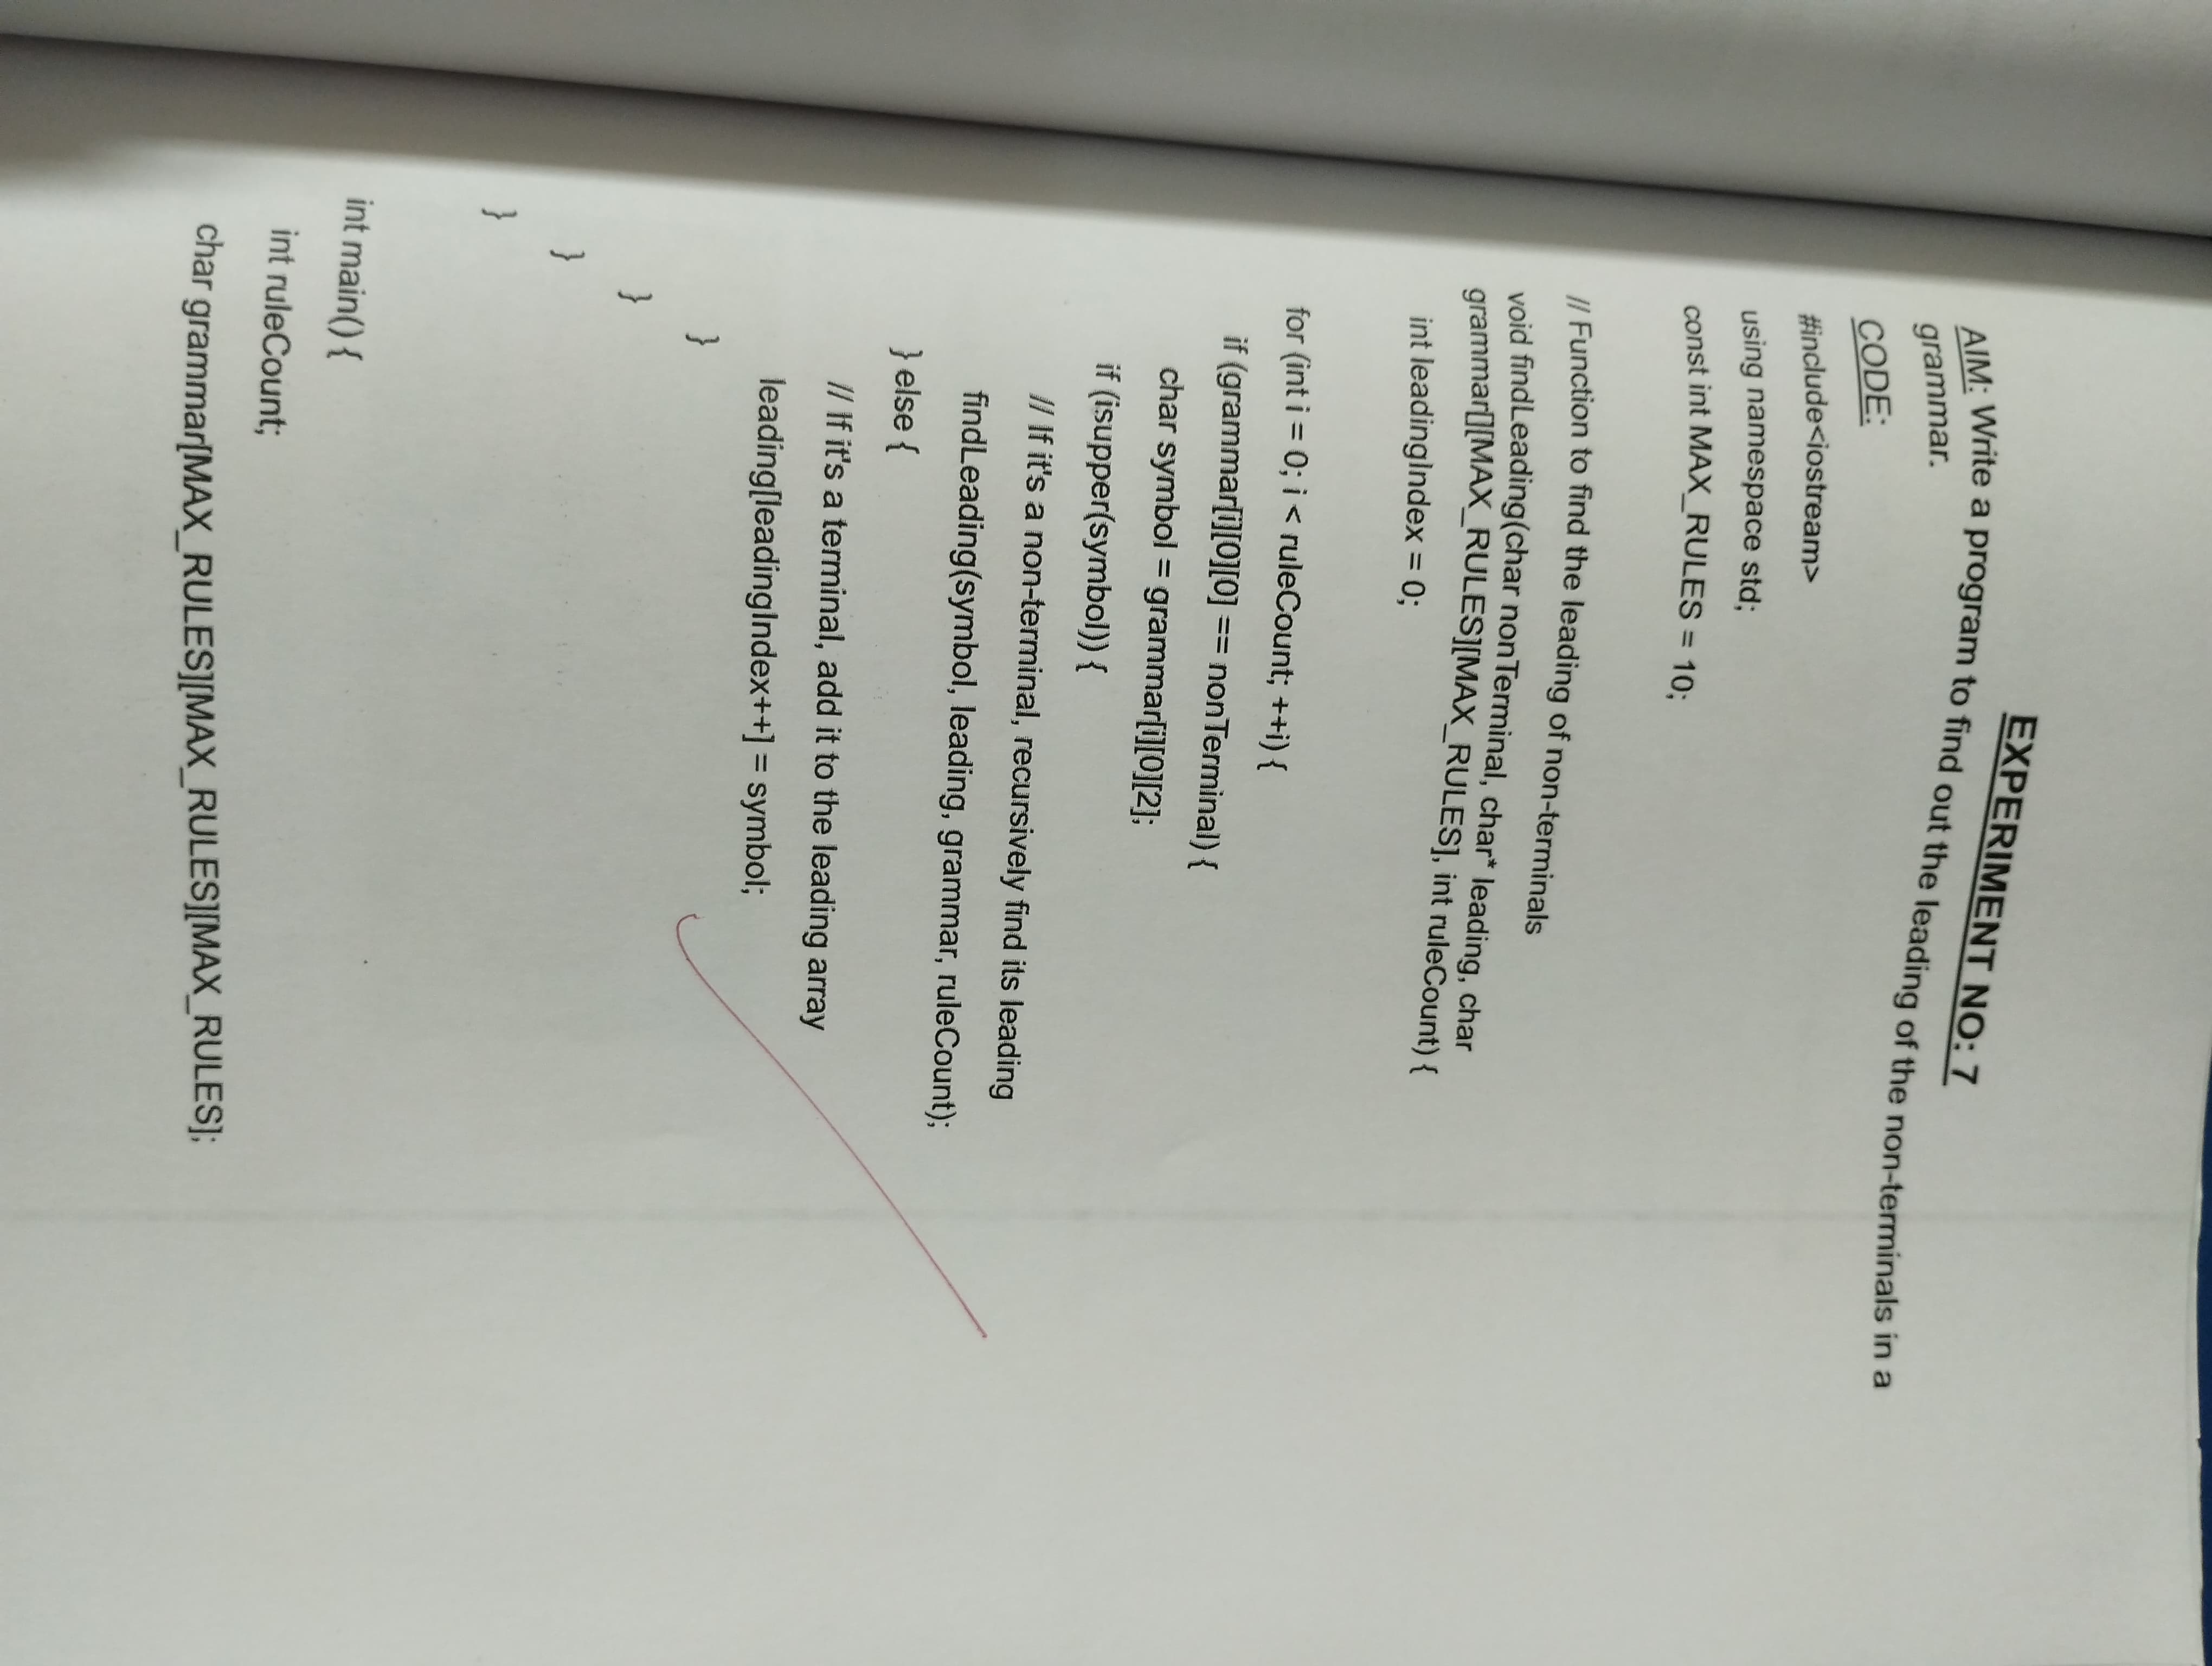 EXPERIMENT NO: 7
AIM: Write a program to find out the leading of the non-terminals in a
grammar.
CODE:
#include<iostream>
using namespace std;
const int MAX_RULES = 10;
// Function to find the leading of non-terminals
void findLeading(char nonTerminal, char* leading, char
grammar[][MAX_RULES][MAX_RULES], int ruleCount) {
int leadingIndex = 0;
for (int i = 0; i < ruleCount; ++i) {
if (grammar[i][0][0] == nonTerminal) {
char symbol = grammar[i][0][2];
if (isupper(symbol)) {
// If it's a non-terminal, recursively find its leading
findLeading(symbol, leading, grammar, ruleCount);
} else {
// If it's a terminal, add it to the leading array
leading[leadingIndex++] = symbol;
}
}
}
}
int main() {
int ruleCount;
char grammar[MAX_RULES][MAX_RULES][MAX_RULES];